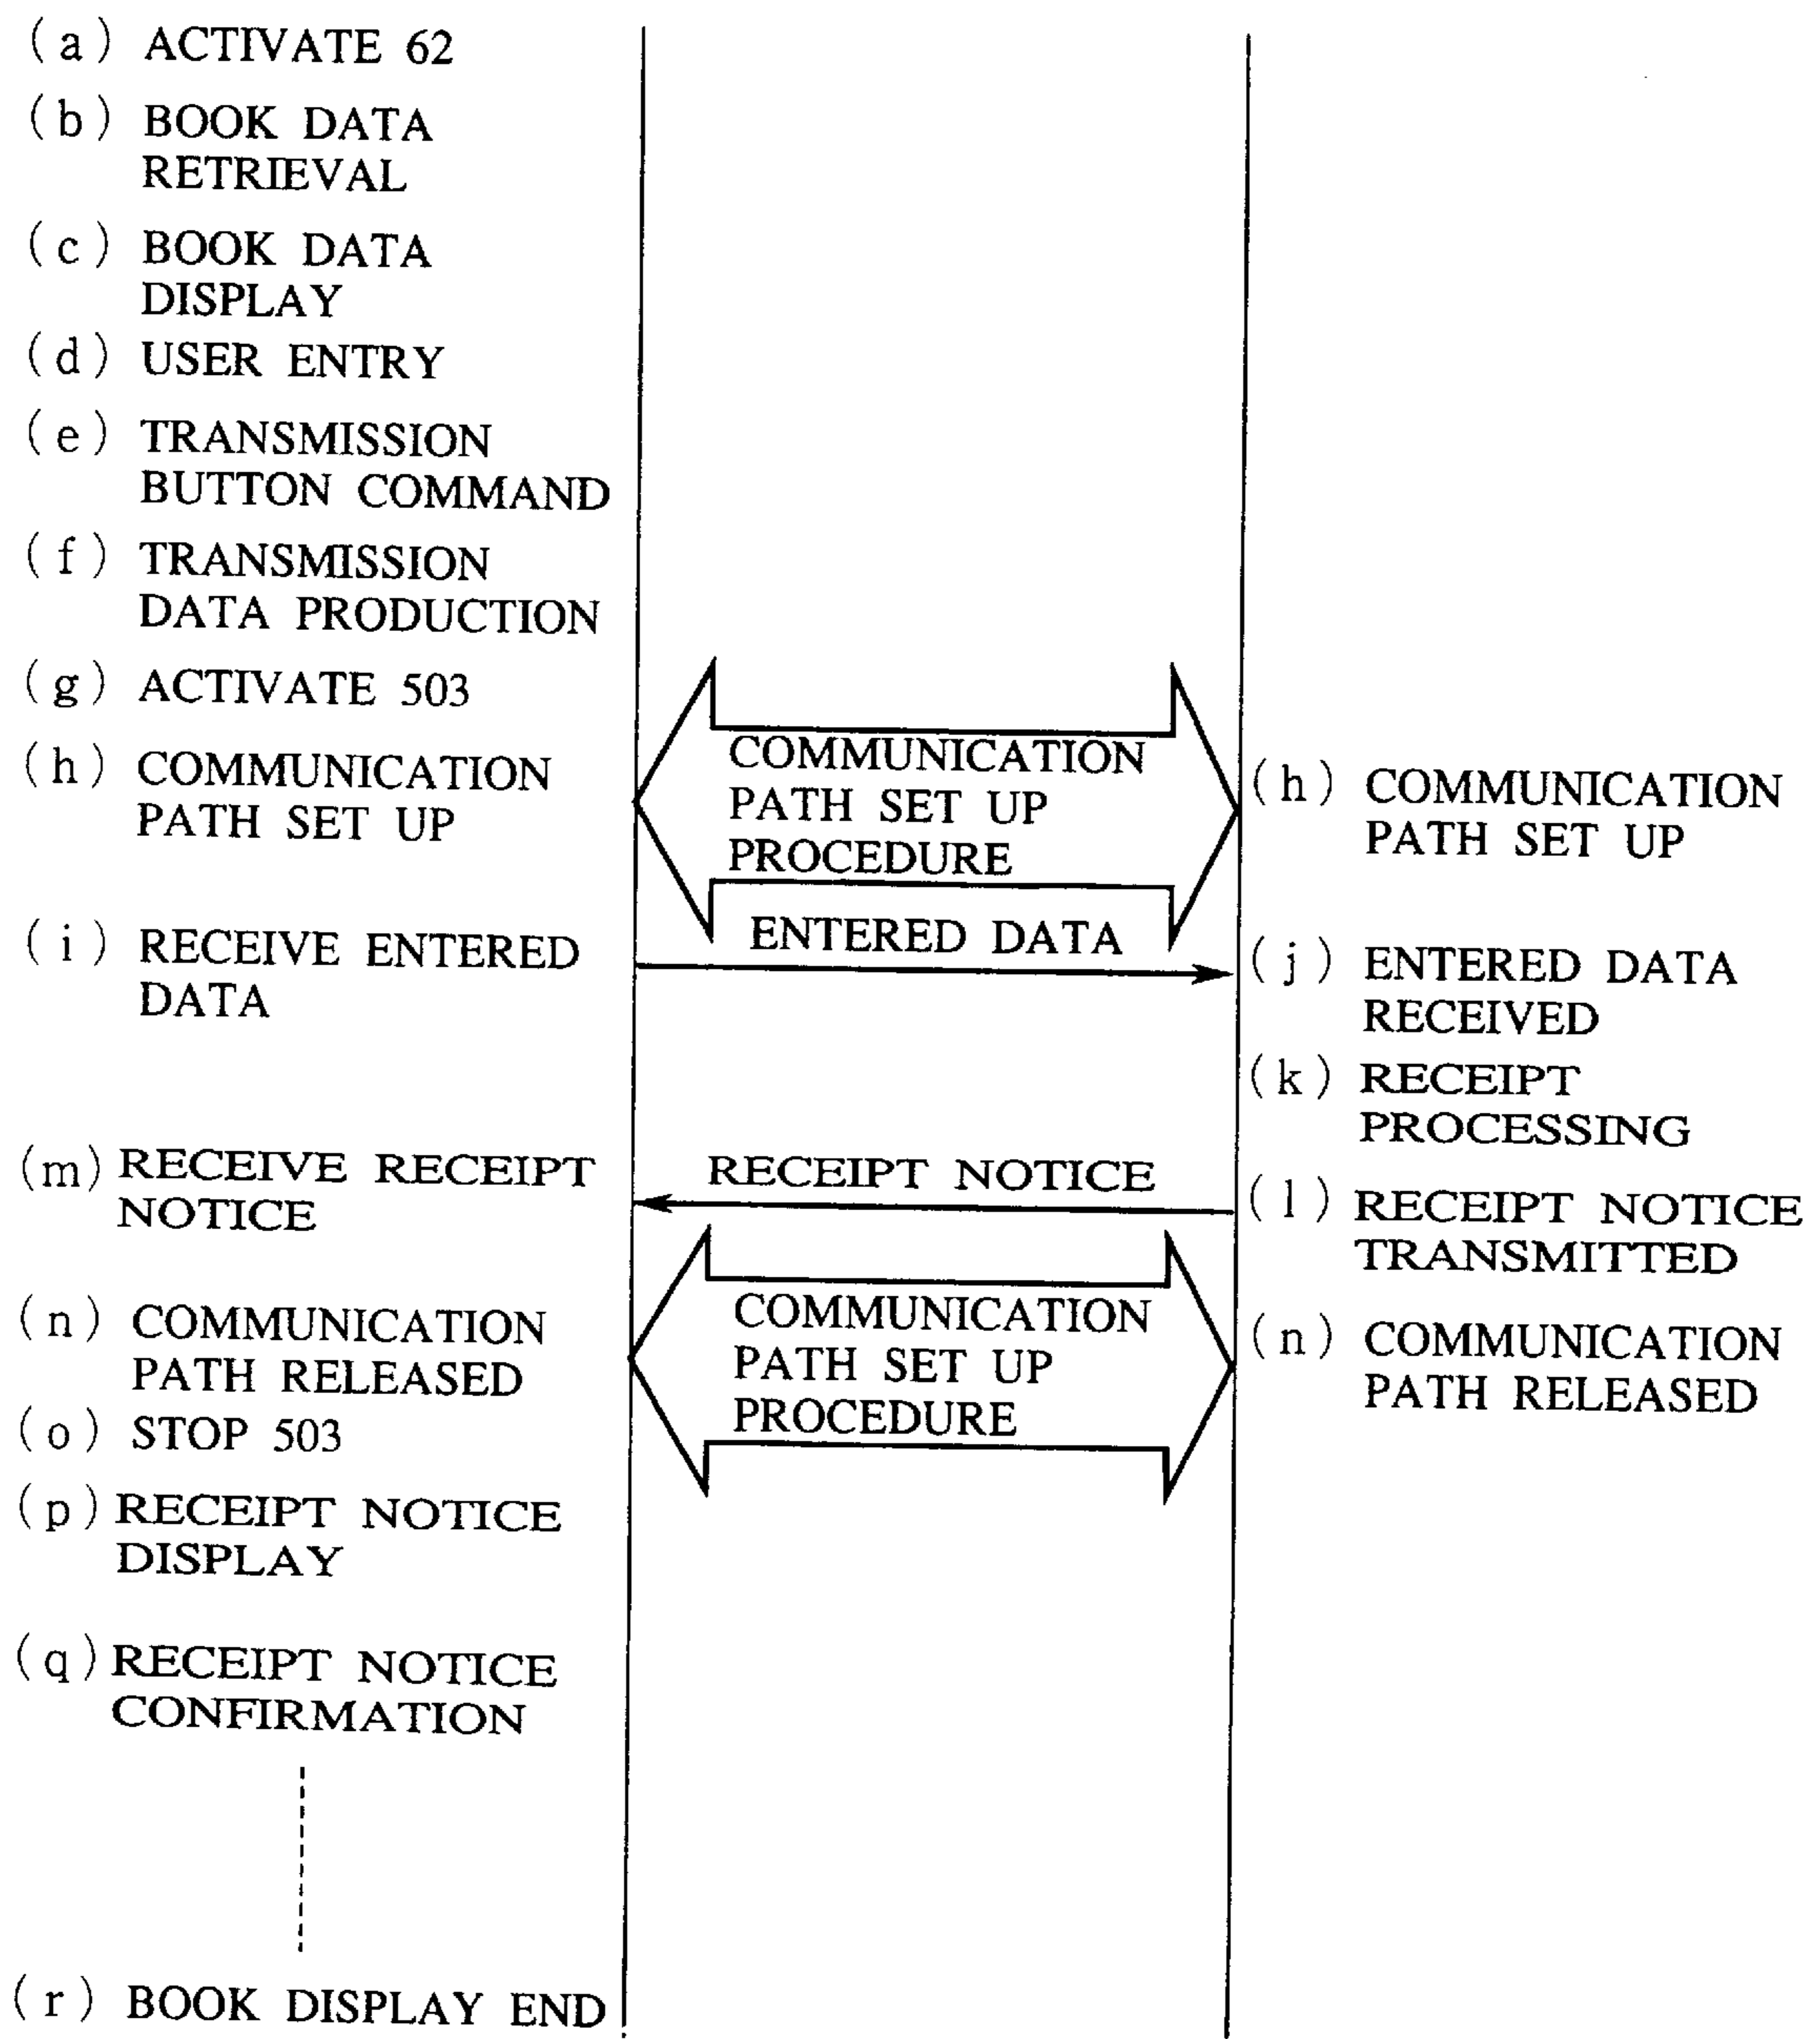 (a) ACTIVATE 62
(b) BOOK DATA
RETRIEVAL
(c) BOOK DATA
DISPLAY
(d) USER ENTRY
(e) TRANSMISSION
BUTTON COMMAND
(f) TRANSMISSION
DATA PRODUCTION
(g) ACTIVATE 503
(h) COMMUNICATION
PATH SET UP
COMMUNICATION
PATH SET UP
PROCEDURE
(h) COMMUNICATION
PATH SET UP
(i) RECEIVE ENTERED
DATA
ENTERED DATA
(j) ENTERED DATA
RECEIVED
(k) RECEIPT
PROCESSING
(m) RECEIVE RECEIPT
NOTICE
RECEIPT NOTICE
(l) RECEIPT NOTICE
TRANSMITTED
(n) COMMUNICATION
PATH RELEASED
COMMUNICATION
PATH SET UP
PROCEDURE
(n) COMMUNICATION
PATH RELEASED
(o) STOP 503
(p) RECEIPT NOTICE
DISPLAY
(q) RECEIPT NOTICE
CONFIRMATION
(r) BOOK DISPLAY END